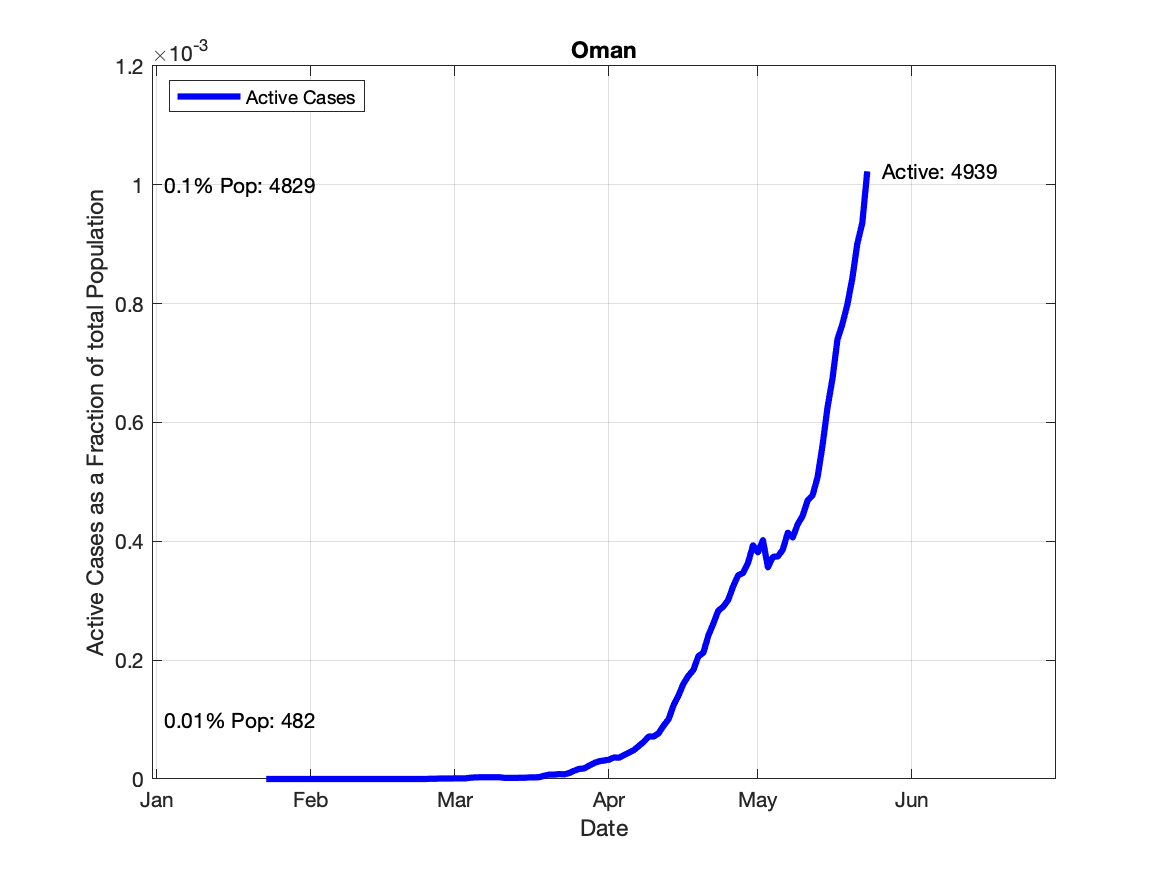 Oman
×10-3
1.2
1
0.8
0.6
0.4
0.2
0
Active Cases as a Fraction of total Population
Active Cases
0.1% Pop: 4829
Active: 4939
0.01% Pop: 482
Jan Feb Mar Apr May Jun
Date